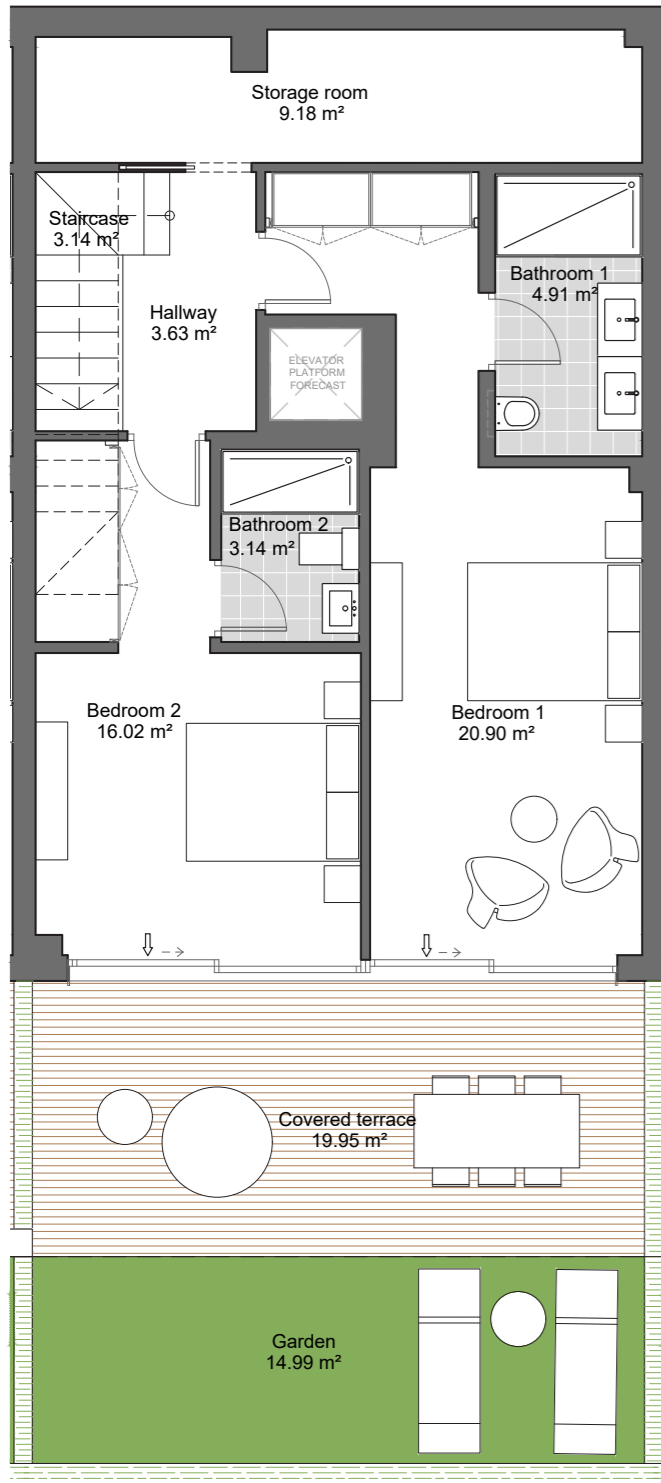 Storage room
9.18 m²
Staircase
3.14 m²
Bathroom 1
4.91 m²
Hallway
3.63 m²
ELEVATOR
PLATFORM
FORECAST
Bathroom 2
3.14 m²
Bedroom 2
16.02 m²
Bedroom 1
20.90 m²
Covered terrace
19.95 m²
Garden
14.99 m²